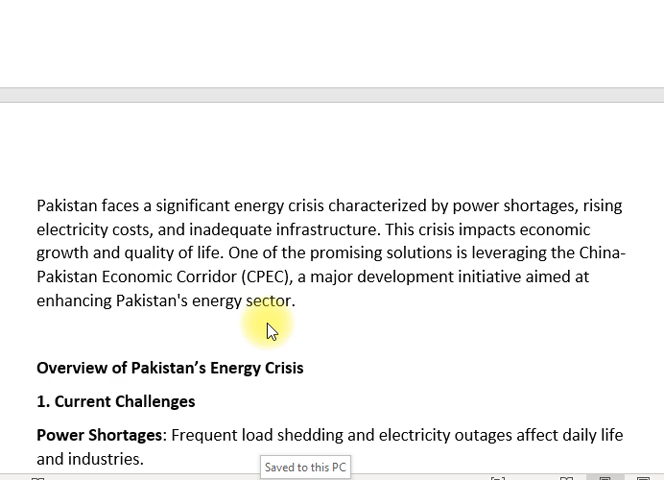 Pakistan faces a significant energy crisis characterized by power shortages, rising
electricity costs, and inadequate infrastructure. This crisis impacts economic
growth and quality of life. One of the promising solutions is leveraging the China-
Pakistan Economic Corridor (CPEC), a major development initiative aimed at
enhancing Pakistan's energy sector.
Overview of Pakistan’s Energy Crisis
1. Current Challenges
Power Shortages: Frequent load shedding and electricity outages affect daily life
and industries.
Saved to this PC